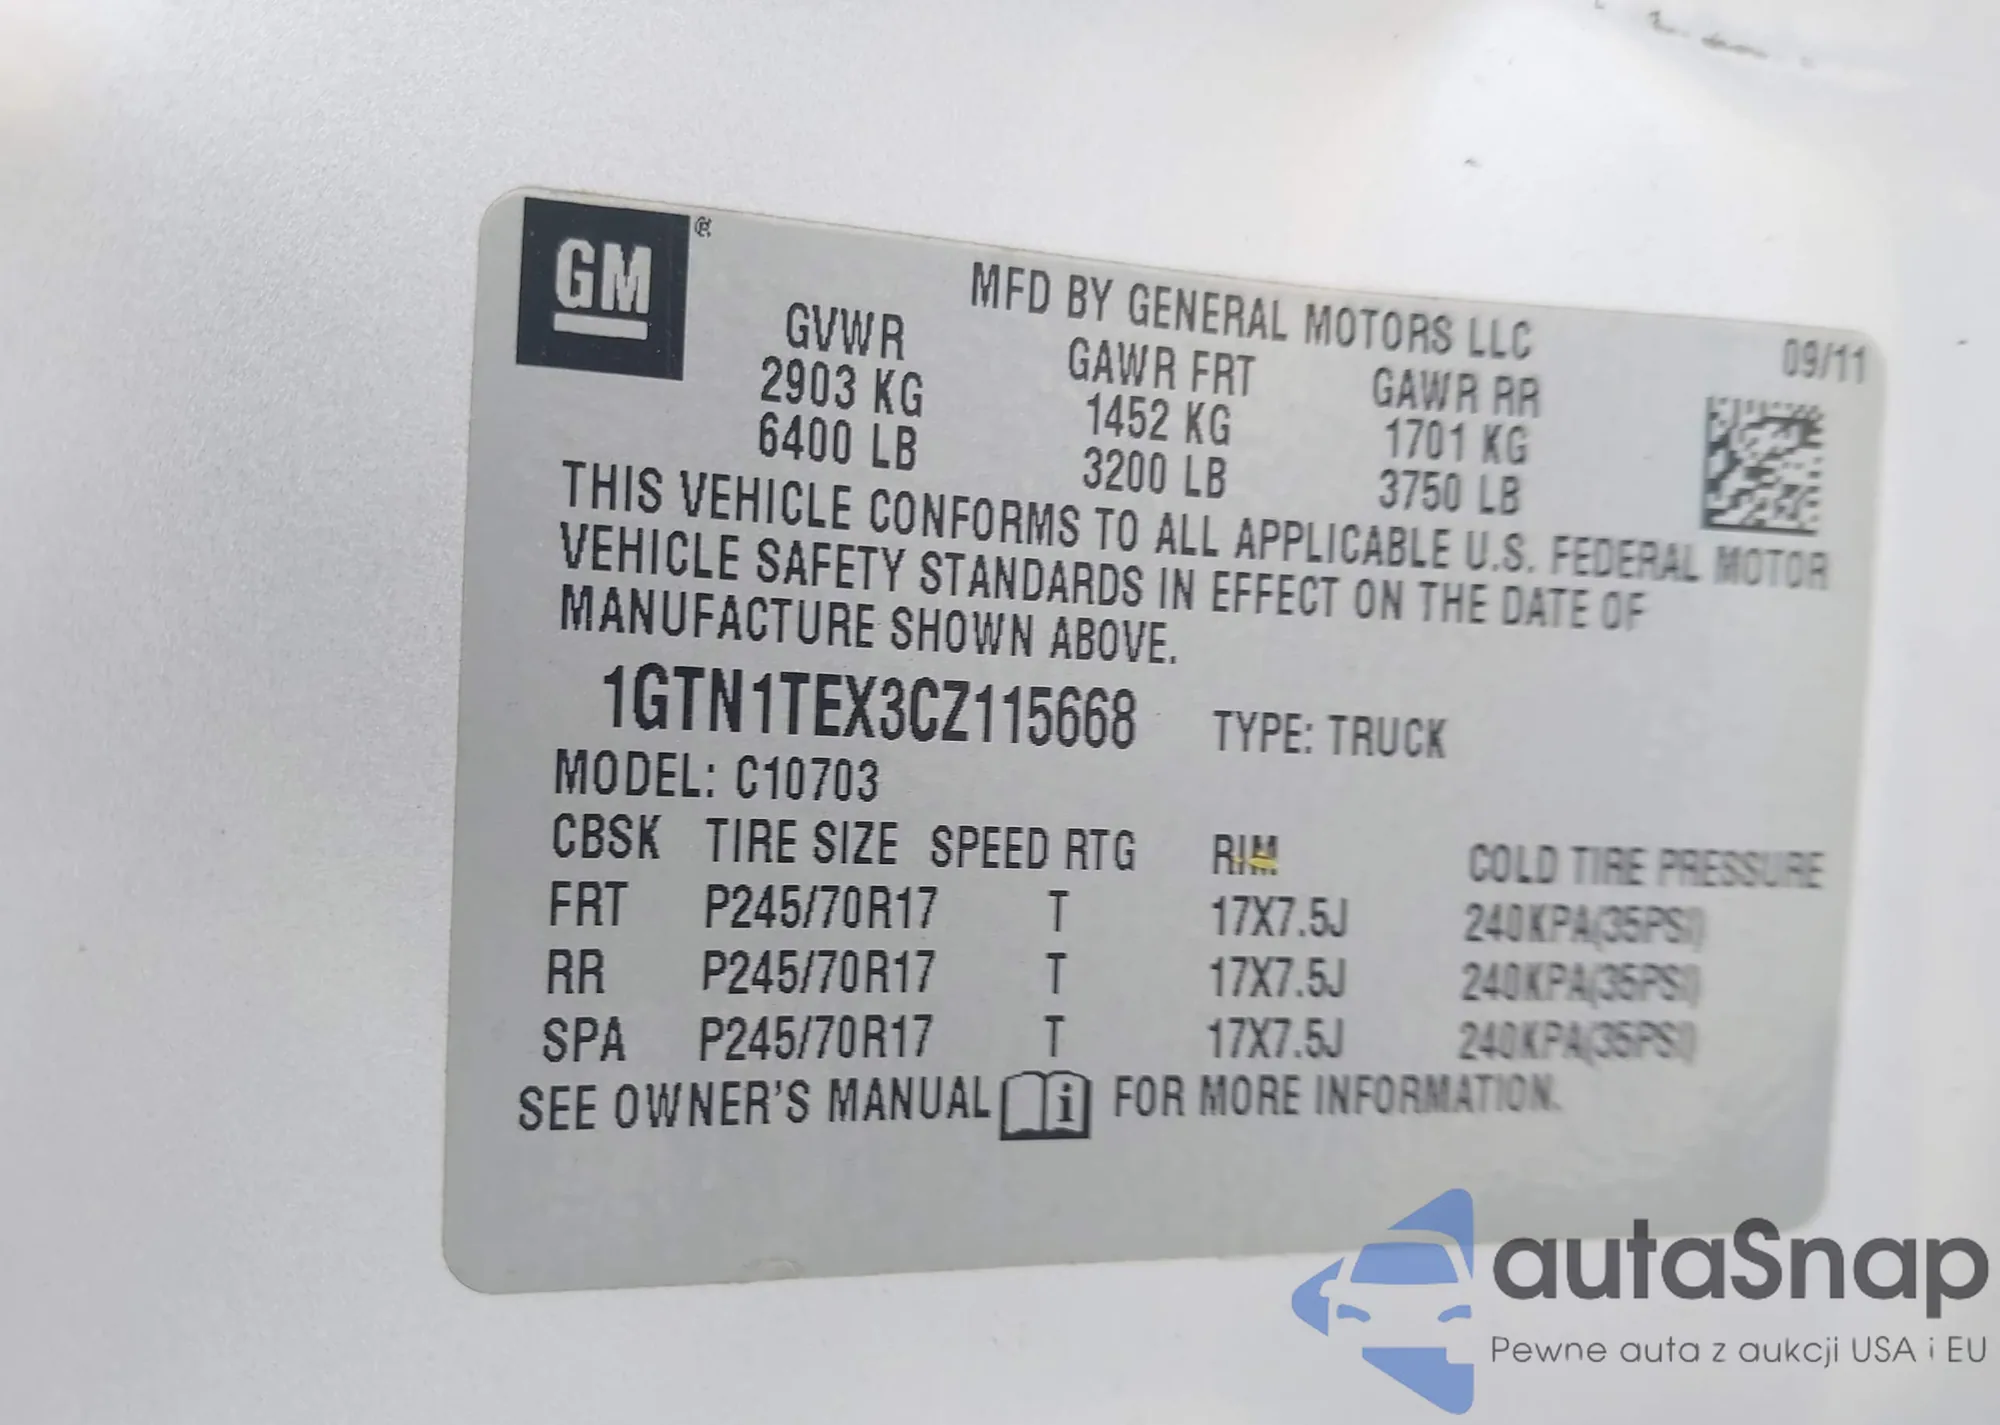 GM
MFD BY GENERAL MOTORS LLC
09/11
GVWR GAWR FRT GAWR RR
2903 KG 1452 KG 1701 KG
6400 LB 3200 LB 3750 LB
THIS VEHICLE CONFORMS TO ALL APPLICABLE U.S. FEDERAL MOTOR
VEHICLE SAFETY STANDARDS IN EFFECT ON THE DATE OF
MANUFACTURE SHOWN ABOVE.
1GTN1TEX3CZ115668 TYPE: TRUCK
MODEL: C10703
CBSK TIRE SIZE SPEED RTG RIM COLD TIRE PRESSURE
FRT P245/70R17 T 17X7.5J 240KPA(35PSI)
RR P245/70R17 T 17X7.5J 240KPA(35PSI)
SPA P245/70R17 T 17X7.5J 240KPA(35PSI)
SEE OWNER'S MANUAL i FOR MORE INFORMATION.
autaSnap
Pewne auta z aukcji USA i EU